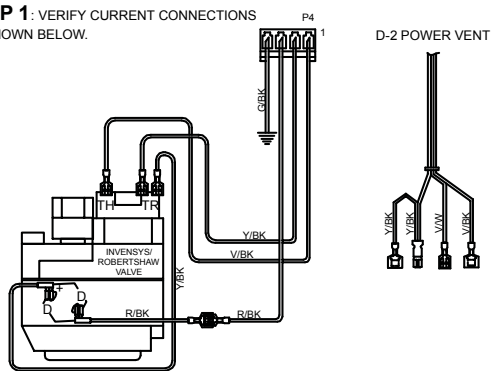 P 1: VERIFY CURRENT CONNECTIONS
OWN BELOW.
P4
1
D-2 POWER VENT
G/BK
TH
TR
Y/BK
V/BK
Y/BK
INVENSYS/
ROBERTSHAW
VALVE
+
D
D
R/BK
R/BK
Y/BK
Y/BK
V/W
V/BK